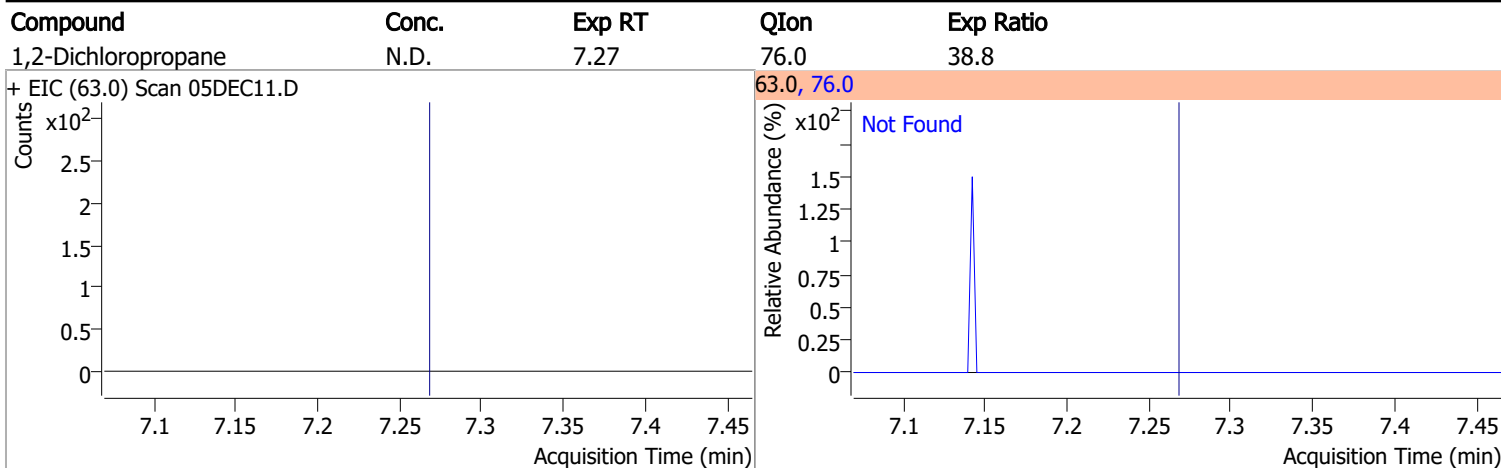 Compound Conc. Exp RT QIon Exp Ratio
1,2-Dichloropropane N.D. 7.27 76.0 38.8
+ EIC (63.0) Scan 05DEC11.D
Counts
x10²
2.5
2
1.5
1
0.5
0
7.1 7.15 7.2 7.25 7.3 7.35 7.4 7.45
Acquisition Time (min)
63.0, 76.0
Relative Abundance (%)
x10²
Not Found
1.5
1.25
1
0.75
0.5
0.25
0
7.1 7.15 7.2 7.25 7.3 7.35 7.4 7.45
Acquisition Time (min)